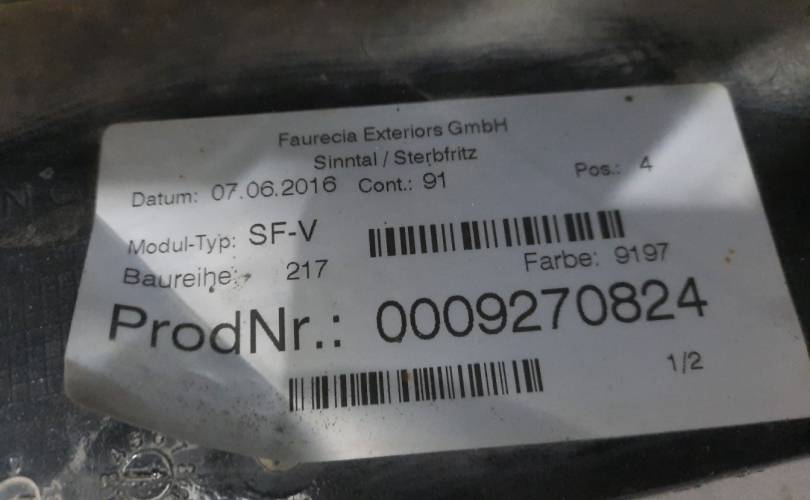 Faurecia Exteriors GmbH
Sinntal / Sterbfritz
Datum: 07.06.2016 Cont.: 91 Pos.: 4
Modul-Typ: SF-V
Baureihe: 217 Farbe: 9197
ProdNr.: 0009270824
1/2